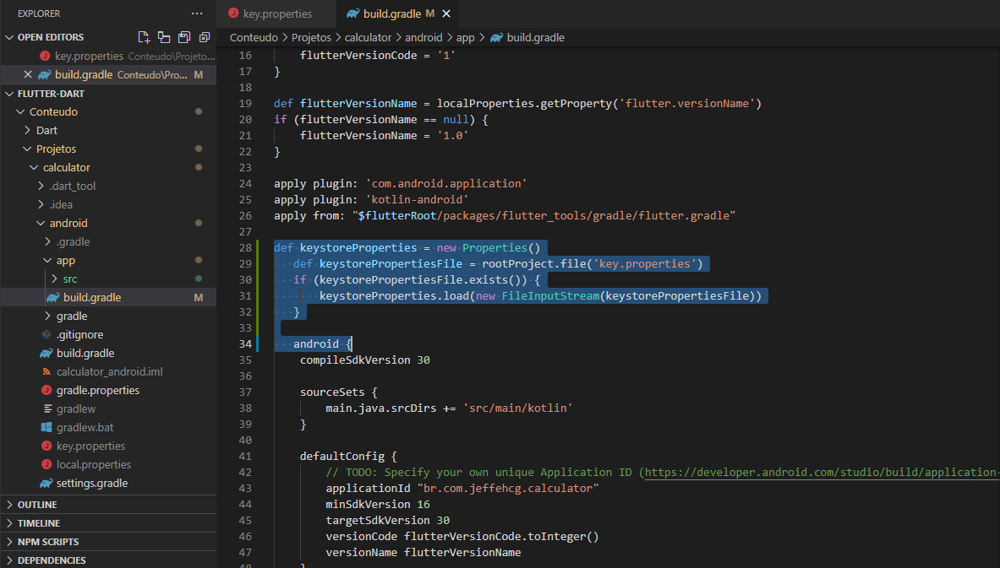 EXPLORER
···
OPEN EDITORS
key.properties Conteudo\Projeto...
build.gradle Conteudo\Pro... M
FLUTTER-DART
Conteudo
Dart
Projetos
calculator
.dart_tool
.idea
android
.gradle
app
src
build.gradle M
gradle
.gitignore
build.gradle
calculator_android.iml
gradle.properties
gradlew
gradlew.bat
key.properties
local.properties
settings.gradle
OUTLINE
TIMELINE
NPM SCRIPTS
DEPENDENCIES
key.properties
build.gradle M
Conteudo > Projetos > calculator > android > app > build.gradle
16 flutterVersionCode = '1'
17 }
18
19 def flutterVersionName = localProperties.getProperty('flutter.versionName')
20 if (flutterVersionName == null) {
21 flutterVersionName = '1.0'
22 }
23
24 apply plugin: 'com.android.application'
25 apply plugin: 'kotlin-android'
26 apply from: "$flutterRoot/packages/flutter_tools/gradle/flutter.gradle"
27
28 def keystoreProperties = new Properties()
29 def keystorePropertiesFile = rootProject.file('key.properties')
30 if (keystorePropertiesFile.exists()) {
31 keystoreProperties.load(new FileInputStream(keystorePropertiesFile))
32 }
33
34 android {
35 compileSdkVersion 30
36
37 sourceSets {
38 main.java.srcDirs += 'src/main/kotlin'
39 }
40
41 defaultConfig {
42 // TODO: Specify your own unique Application ID (https://developer.android.com/studio/build/application-
43 applicationId "br.com.jeffehcg.calculator"
44 minSdkVersion 16
45 targetSdkVersion 30
46 versionCode flutterVersionCode.toInteger()
47 versionName flutterVersionName
48 }